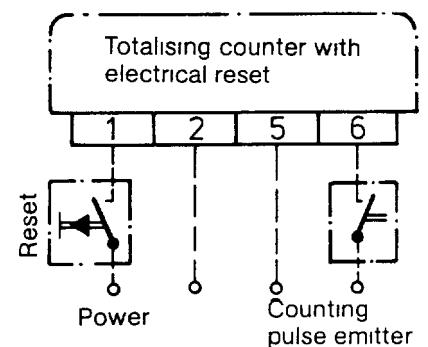 Totalising counter with
electrical reset
1 2 5 6
Reset
Power
Counting
pulse emitter